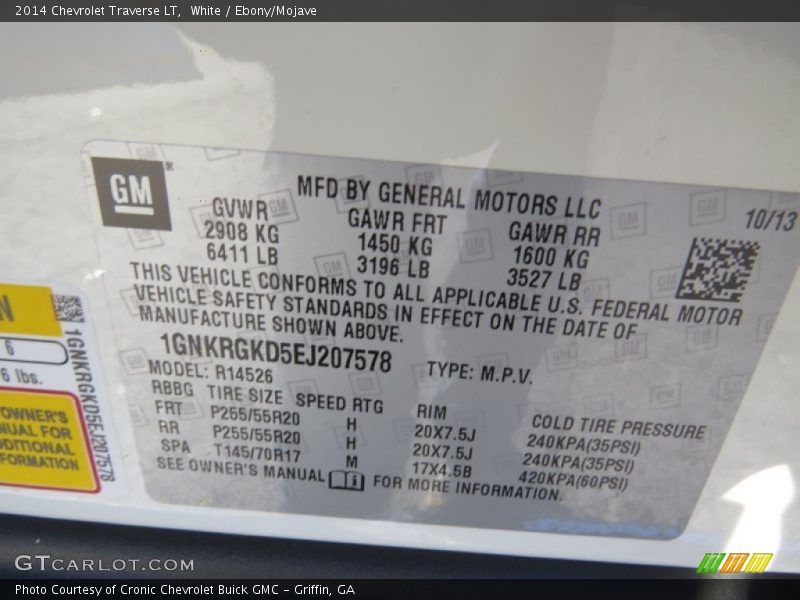 2014 Chevrolet Traverse LT, White / Ebony/Mojave
GM
MFD BY GENERAL MOTORS LLC
10/13
GVWR GAWR FRT GAWR RR
2908 KG 1450 KG 1600 KG
6411 LB 3196 LB 3527 LB
THIS VEHICLE CONFORMS TO ALL APPLICABLE U.S. FEDERAL MOTOR
VEHICLE SAFETY STANDARDS IN EFFECT ON THE DATE OF
MANUFACTURE SHOWN ABOVE.
1GNKRGKD5EJ207578
TYPE: M.P.V.
MODEL: R14526
RBBG TIRE SIZE SPEED RTG RIM COLD TIRE PRESSURE
FRT P255/55R20 H 20X7.5J 240KPA(35PSI)
RR P255/55R20 H 20X7.5J 240KPA(35PSI)
SPA T145/70R17 M 17X4.5B 420KPA(60PSI)
SEE OWNER'S MANUAL FOR MORE INFORMATION.
N
6
6 lbs.
OWNER'S
NUAL FOR
DDITIONAL
FORMATION
1GNKRGKD5EJ207578
GTCARLOT.COM
Photo Courtesy of Cronic Chevrolet Buick GMC – Griffin, GA